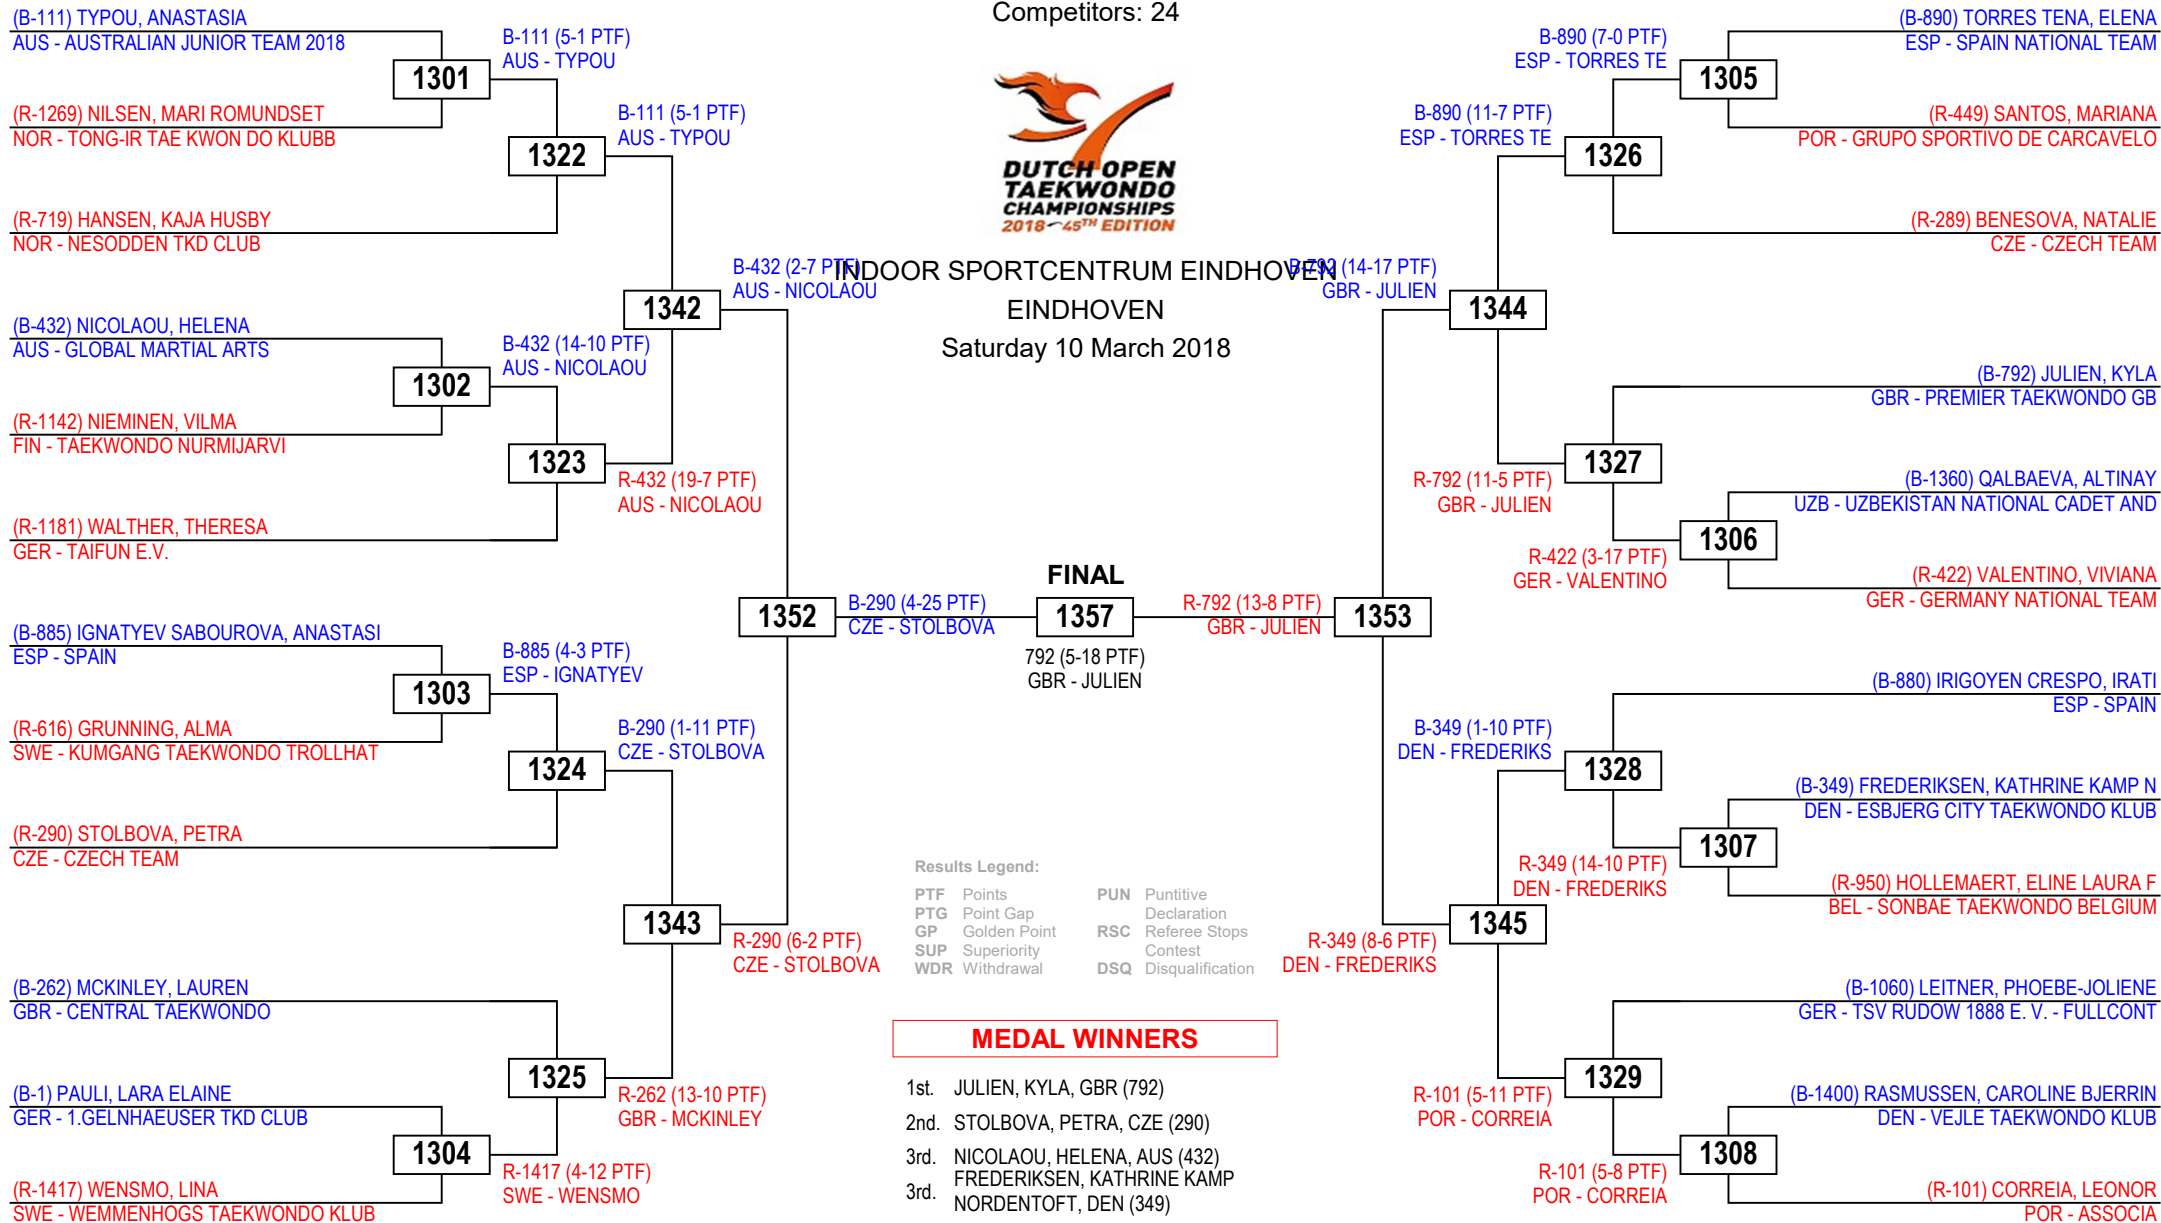 Competitors: 24
DUTCH OPEN
TAEKWONDO
CHAMPIONSHIPS
2018 45TH EDITION
INDOOR SPORTCENTRUM EINDHOVEN
EINDHOVEN
Saturday 10 March 2018
(B-111) TYPOU, ANASTASIA
AUS - AUSTRALIAN JUNIOR TEAM 2018
1301
(R-1269) NILSEN, MARI ROMUNDSET
NOR - TONG-IR TAE KWON DO KLUBB
B-111 (5-1 PTF)
AUS - TYPOU
1322
(R-719) HANSEN, KAJA HUSBY
NOR - NESODDEN TKD CLUB
B-111 (5-1 PTF)
AUS - TYPOU
1342
B-432 (2-7 PTF)
AUS - NICOLAOU
(B-432) NICOLAOU, HELENA
AUS - GLOBAL MARTIAL ARTS
1302
(R-1142) NIEMINEN, VILMA
FIN - TAEKWONDO NURMIJARVI
B-432 (14-10 PTF)
AUS - NICOLAOU
1323
R-432 (19-7 PTF)
AUS - NICOLAOU
(R-1181) WALTHER, THERESA
GER - TAIFUN E.V.
1352
B-290 (4-25 PTF)
CZE - STOLBOVA
(B-885) IGNATYEV SABOUROVA, ANASTASI
ESP - SPAIN
1303
(R-616) GRUNNING, ALMA
SWE - KUMGANG TAEKWONDO TROLLHAT
B-885 (4-3 PTF)
ESP - IGNATYEV
1324
B-290 (1-11 PTF)
CZE - STOLBOVA
(R-290) STOLBOVA, PETRA
CZE - CZECH TEAM
1343
R-290 (6-2 PTF)
CZE - STOLBOVA
(B-262) MCKINLEY, LAUREN
GBR - CENTRAL TAEKWONDO
1325
R-262 (13-10 PTF)
GBR - MCKINLEY
(B-1) PAULI, LARA ELAINE
GER - 1.GELNHAEUSER TKD CLUB
1304
R-1417 (4-12 PTF)
SWE - WENSMO
(R-1417) WENSMO, LINA
SWE - WEMMENHOGS TAEKWONDO KLUB
FINAL
1357
792 (5-18 PTF)
GBR - JULIEN
(B-890) TORRES TENA, ELENA
ESP - SPAIN NATIONAL TEAM
B-890 (7-0 PTF)
ESP - TORRES TE
1305
(R-449) SANTOS, MARIANA
POR - GRUPO SPORTIVO DE CARCAVELO
B-890 (11-7 PTF)
ESP - TORRES TE
1326
(R-289) BENESOVA, NATALIE
CZE - CZECH TEAM
B-792 (14-17 PTF)
GBR - JULIEN
1344
(B-792) JULIEN, KYLA
GBR - PREMIER TAEKWONDO GB
1327
R-792 (11-5 PTF)
GBR - JULIEN
(B-1360) QALBAEVA, ALTINAY
UZB - UZBEKISTAN NATIONAL CADET AND
1306
R-422 (3-17 PTF)
GER - VALENTINO
(R-422) VALENTINO, VIVIANA
GER - GERMANY NATIONAL TEAM
R-792 (13-8 PTF)
GBR - JULIEN
1353
(B-880) IRIGOYEN CRESPO, IRATI
ESP - SPAIN
B-349 (1-10 PTF)
DEN - FREDERIKS
1328
(B-349) FREDERIKSEN, KATHRINE KAMP N
DEN - ESBJERG CITY TAEKWONDO KLUB
1307
R-349 (14-10 PTF)
DEN - FREDERIKS
(R-950) HOLLEMAERT, ELINE LAURA F
BEL - SONBAE TAEKWONDO BELGIUM
1345
R-349 (8-6 PTF)
DEN - FREDERIKS
(B-1060) LEITNER, PHOEBE-JOLIENE
GER - TSV RUDOW 1888 E. V. - FULLCONT
1329
R-101 (5-11 PTF)
POR - CORREIA
(B-1400) RASMUSSEN, CAROLINE BJERRIN
DEN - VEJLE TAEKWONDO KLUB
1308
R-101 (5-8 PTF)
POR - CORREIA
(R-101) CORREIA, LEONOR
POR - ASSOCIA
Results Legend:
PTF Points PUN Puntitive
PTG Point Gap Declaration
GP Golden Point RSC Referee Stops
SUP Superiority Contest
WDR Withdrawal DSQ Disqualification
MEDAL WINNERS
1st. JULIEN, KYLA, GBR (792)
2nd. STOLBOVA, PETRA, CZE (290)
3rd. NICOLAOU, HELENA, AUS (432)
3rd. FREDERIKSEN, KATHRINE KAMP
NORDENTOFT, DEN (349)